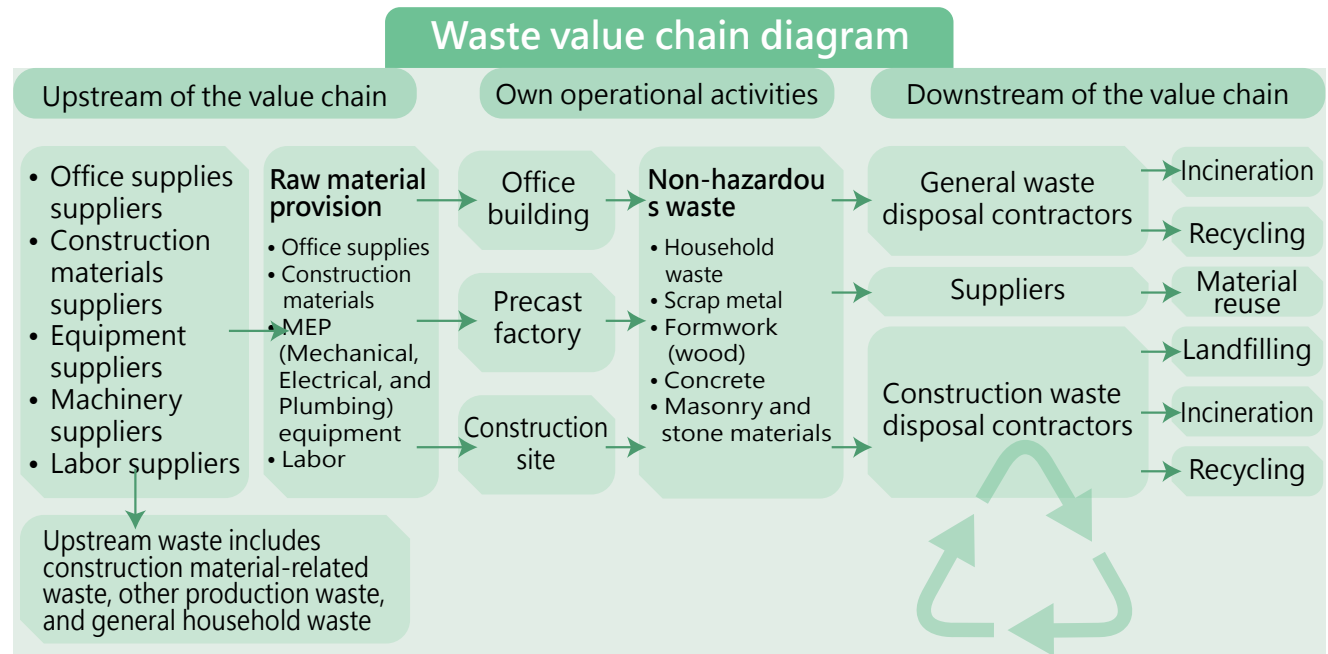 Waste value chain diagram
Upstream of the value chain
Own operational activities
Downstream of the value chain
• Office supplies
suppliers
• Construction
materials
suppliers
• Equipment
suppliers
• Machinery
suppliers
• Labor suppliers
Upstream waste includes
construction material-related
waste, other production waste,
and general household waste
Raw material
provision
• Office supplies
• Construction
materials
• MEP
(Mechanical,
Electrical, and
Plumbing)
equipment
• Labor
Office
building
Precast
factory
Construction
site
Non-hazardou
s waste
• Household
waste
• Scrap metal
• Formwork
(wood)
• Concrete
• Masonry and
stone materials
General waste
disposal contractors
Incineration
Recycling
Suppliers
Material
reuse
Construction waste
disposal contractors
Landfilling
Incineration
Recycling